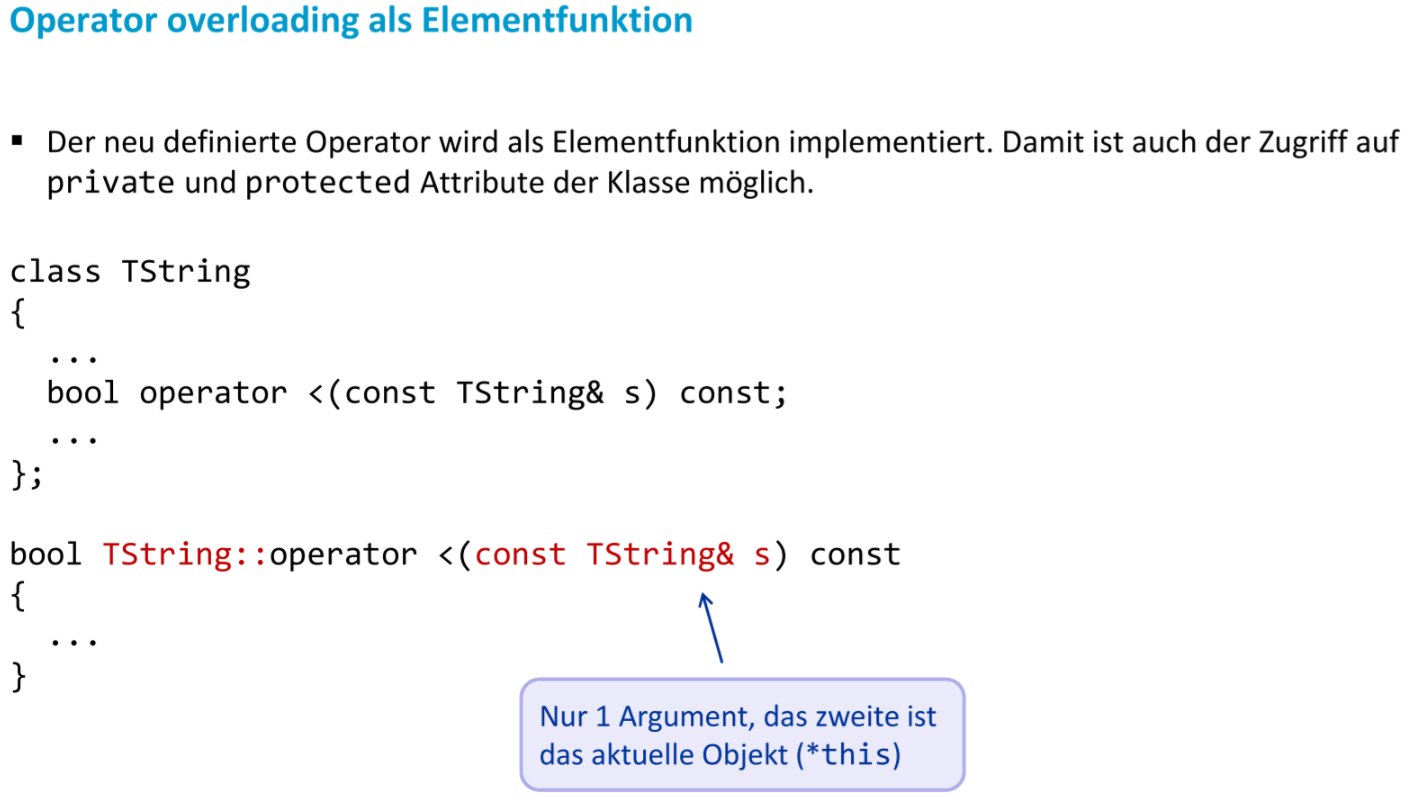 Operator overloading als Elementfunktion
▪ Der neu definierte Operator wird als Elementfunktion implementiert. Damit ist auch der Zugriff auf
private und protected Attribute der Klasse möglich.
class TString
{
...
bool operator <(const TString& s) const;
...
};
bool TString::operator <(const TString& s) const
{
...
}
Nur 1 Argument, das zweite ist
das aktuelle Objekt (*this)